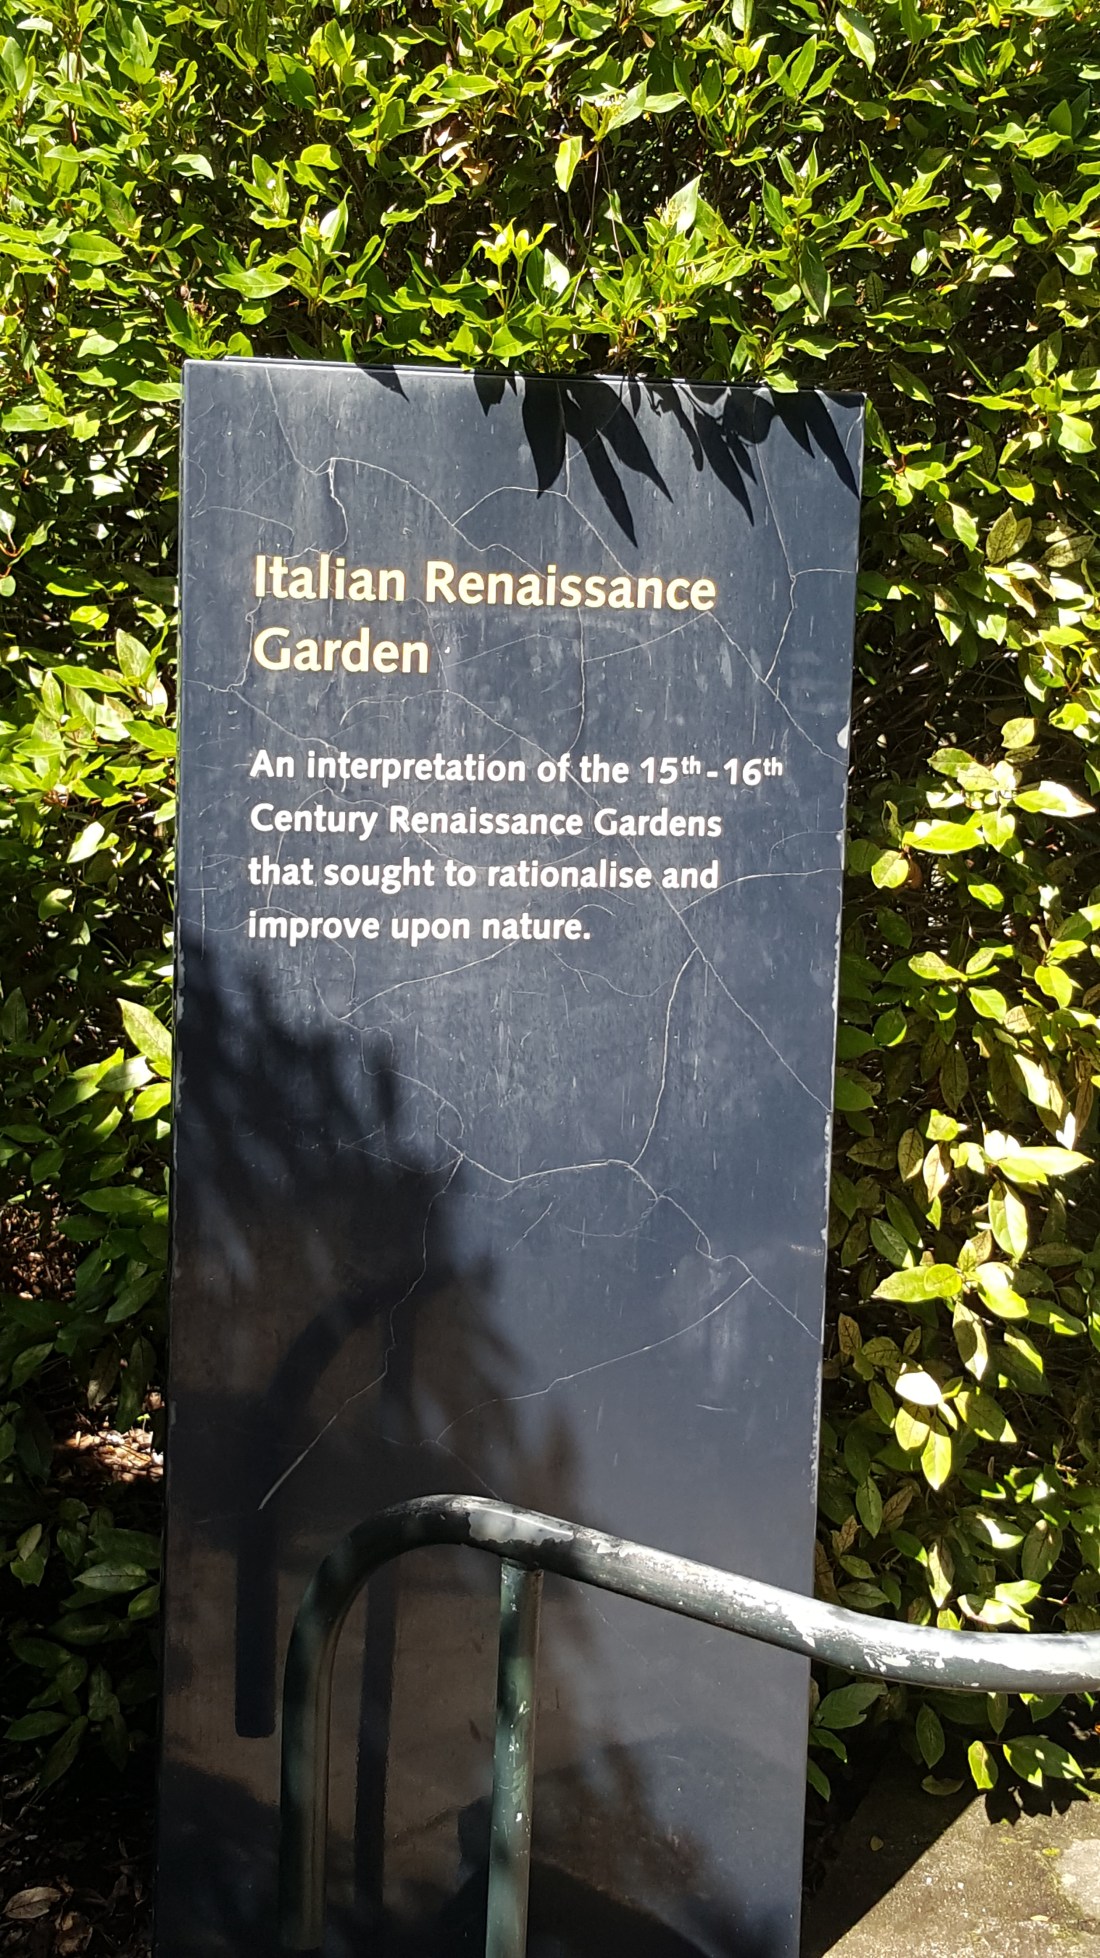 Italian Renaissance
Garden
An interpretation of the 15th-16th
Century Renaissance Gardens
that sought to rationalise and
improve upon nature.